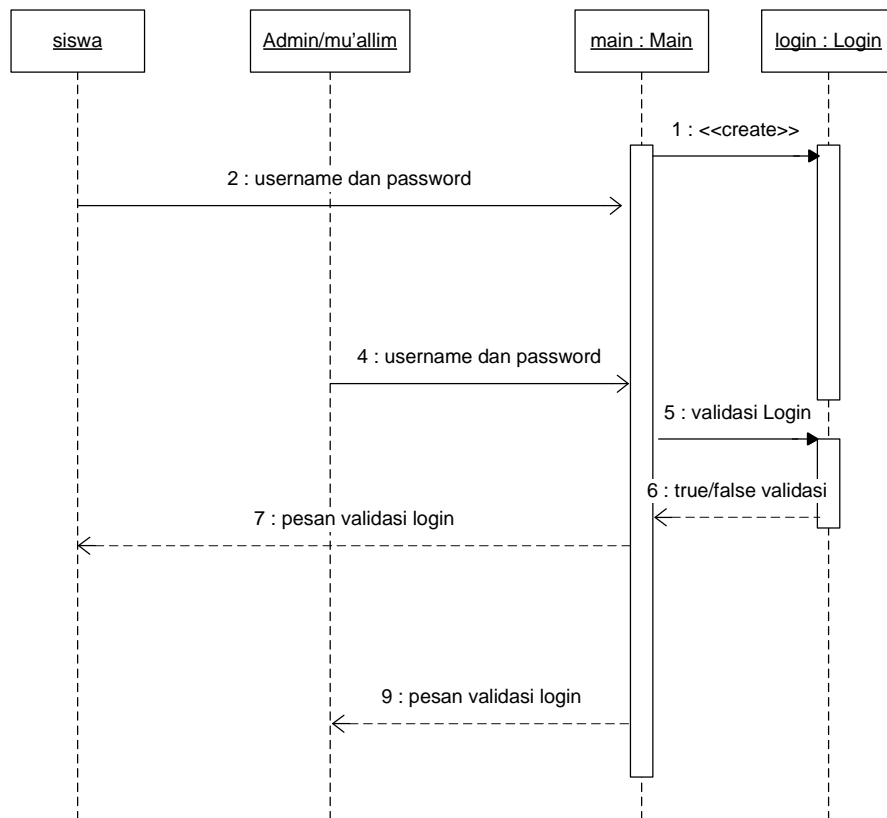 siswa
Admin/mu'allim
main : Main
login : Login
1 : <<create>>
2 : username dan password
4 : username dan password
5 : validasi Login
6 : true/false validasi
7 : pesan validasi login
9 : pesan validasi login